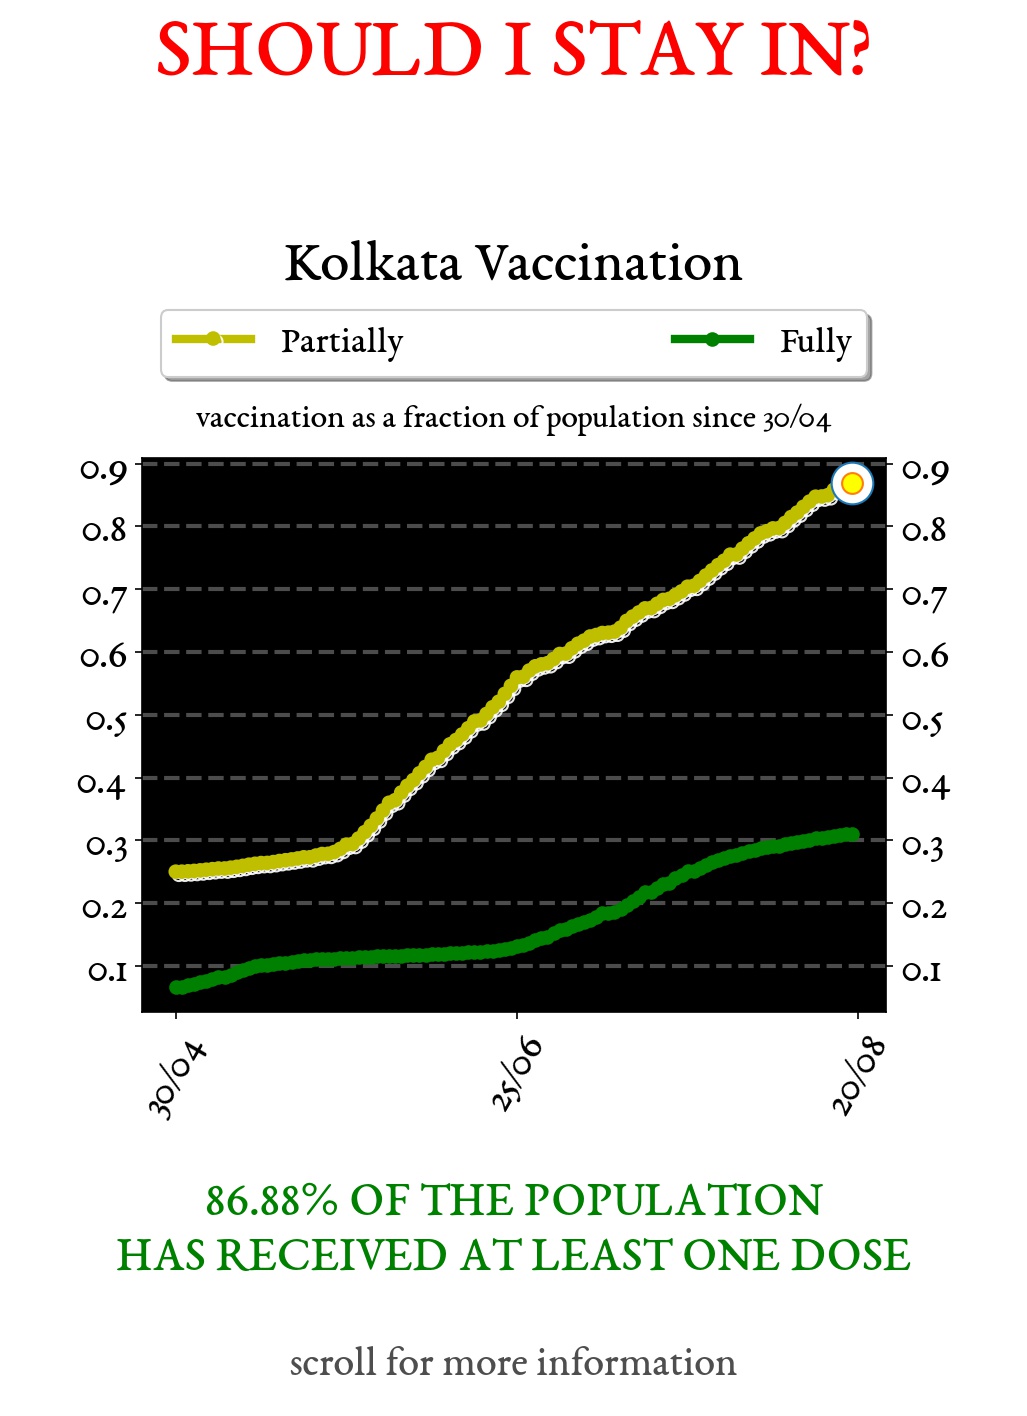 SHOULD I STAY IN?
Kolkata Vaccination
Partially Fully
vaccination as a fraction of population since 30/04
0.9 0.9
0.8 0.8
0.7 0.7
0.6 0.6
0.5 0.5
0.4 0.4
0.3 0.3
0.2 0.2
0.1 0.1
30/04 25/06 20/08
86.88% OF THE POPULATION
HAS RECEIVED AT LEAST ONE DOSE
scroll for more information